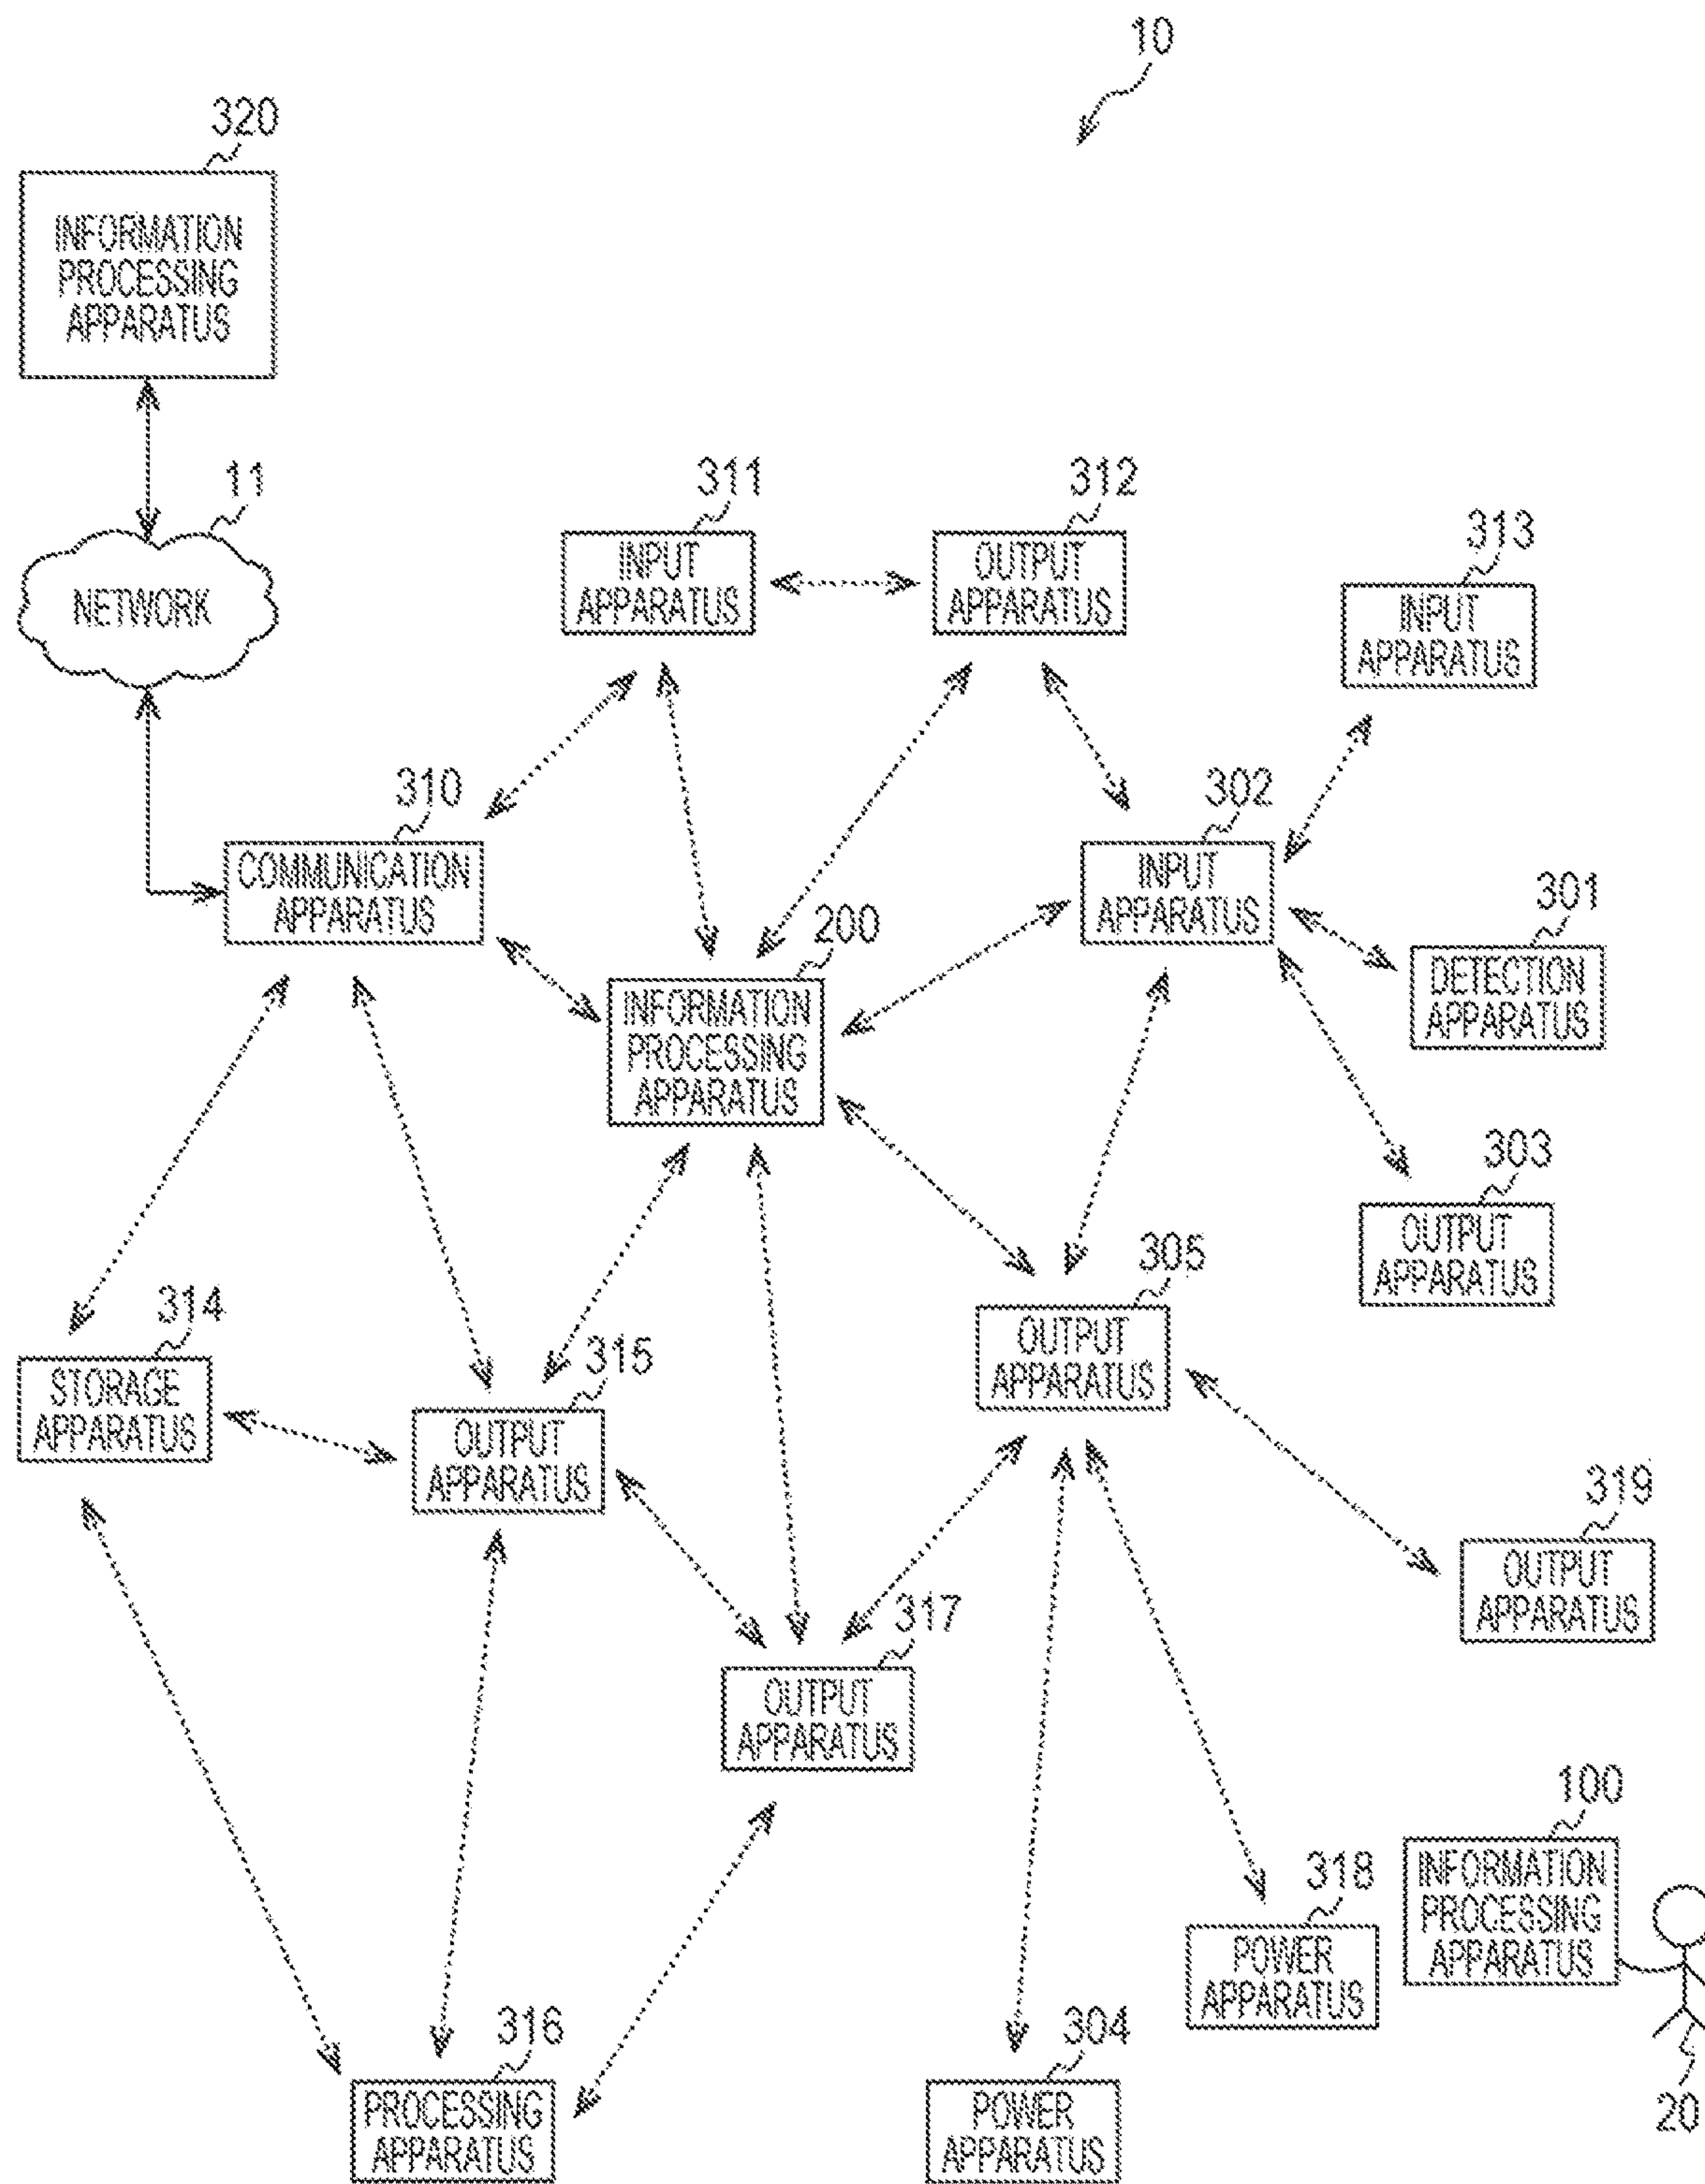 10
320
INFORMATION
PROCESSING
APPARATUS
11
NETWORK
311
INPUT
APPARATUS
312
OUTPUT
APPARATUS
313
INPUT
APPARATUS
310
COMMUNICATION
APPARATUS
302
INPUT
APPARATUS
301
DETECTION
APPARATUS
200
INFORMATION
PROCESSING
APPARATUS
303
OUTPUT
APPARATUS
305
OUTPUT
APPARATUS
314
STORAGE
APPARATUS
315
OUTPUT
APPARATUS
319
OUTPUT
APPARATUS
317
OUTPUT
APPARATUS
100
INFORMATION
PROCESSING
APPARATUS
318
POWER
APPARATUS
316
PROCESSING
APPARATUS
304
POWER
APPARATUS
20